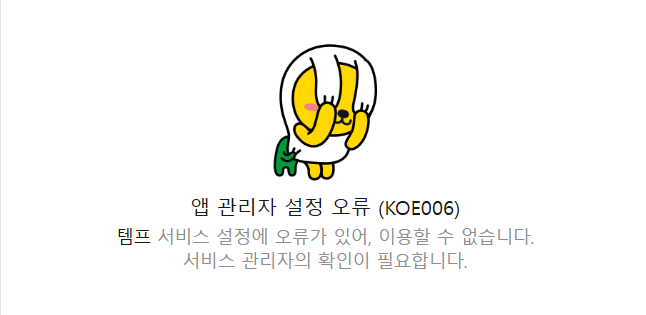 앱 관리자 설정 오류 (KOE006)
템프 서비스 설정에 오류가 있어, 이용할 수 없습니다.
서비스 관리자의 확인이 필요합니다.